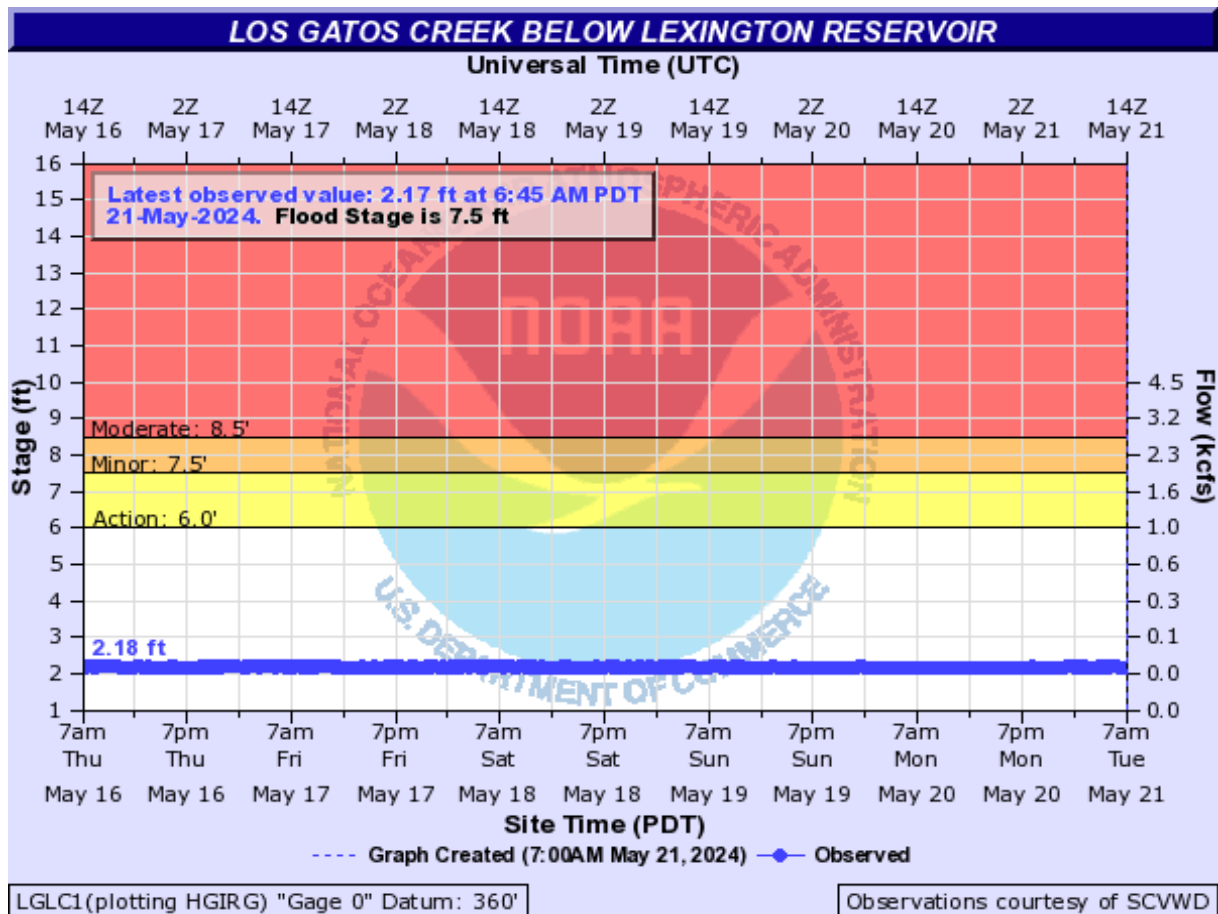 LOS GATOS CREEK BELOW LEXINGTON RESERVOIR
Universal Time (UTC)
14Z 2Z 14Z 2Z 14Z 2Z 14Z 2Z 14Z 2Z 14Z
May 16 May 17 May 17 May 18 May 18 May 19 May 19 May 20 May 20 May 21 May 21
16
Latest observed value: 2.17 ft at 6:45 AM PDT
21-May-2024. Flood Stage is 7.5 ft
15
14
13
12
11
10 4.5
9 3.2
Moderate: 8.5'
8 2.3
Minor: 7.5'
7 1.6
Action: 6.0'
6 1.0
5 0.6
4 0.3
3 0.1
2.18 ft
2 0.0
1 0.0
Stage (ft)
Flow (kcfs)
NATIONAL OCEANIC AND ATMOSPHERIC ADMINISTRATION
NOAA
U.S. DEPARTMENT OF COMMERCE
7am 7pm 7am 7pm 7am 7pm 7am 7pm 7am 7pm 7am
Thu Thu Fri Fri Sat Sat Sun Sun Mon Mon Tue
May 16 May 16 May 17 May 17 May 18 May 18 May 19 May 19 May 20 May 20 May 21
Site Time (PDT)
Graph Created (7:00AM May 21, 2024) Observed
LGLC1(plotting HGIRG) "Gage 0" Datum: 360'
Observations courtesy of SCVWD